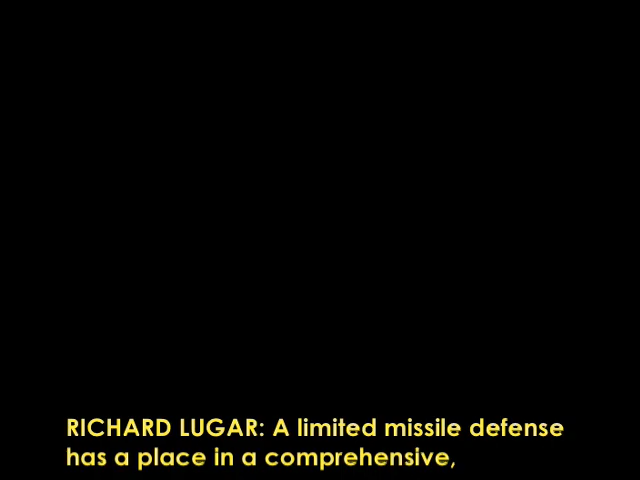 RICHARD LUGAR: A limited missile defense
has a place in a comprehensive,